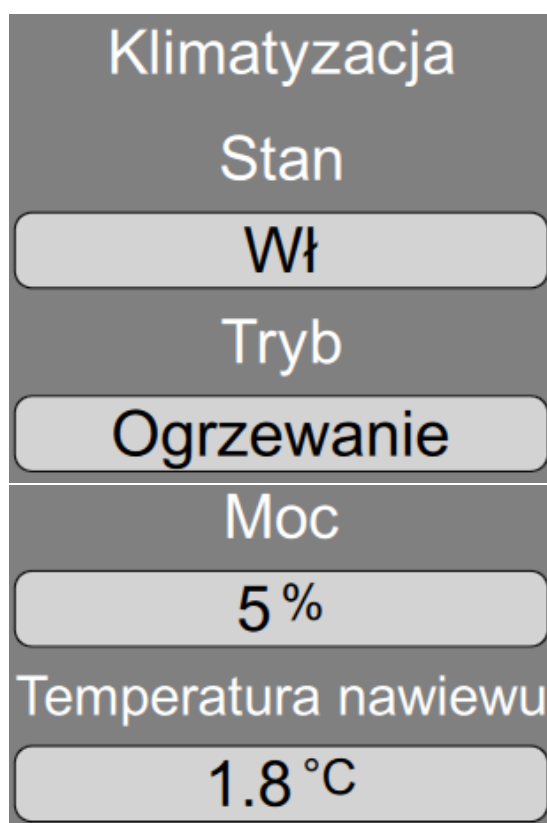 Klimatyzacja
Stan
Wł
Tryb
Ogrzewanie
Moc
5 %
Temperatura nawiewu
1.8 °C